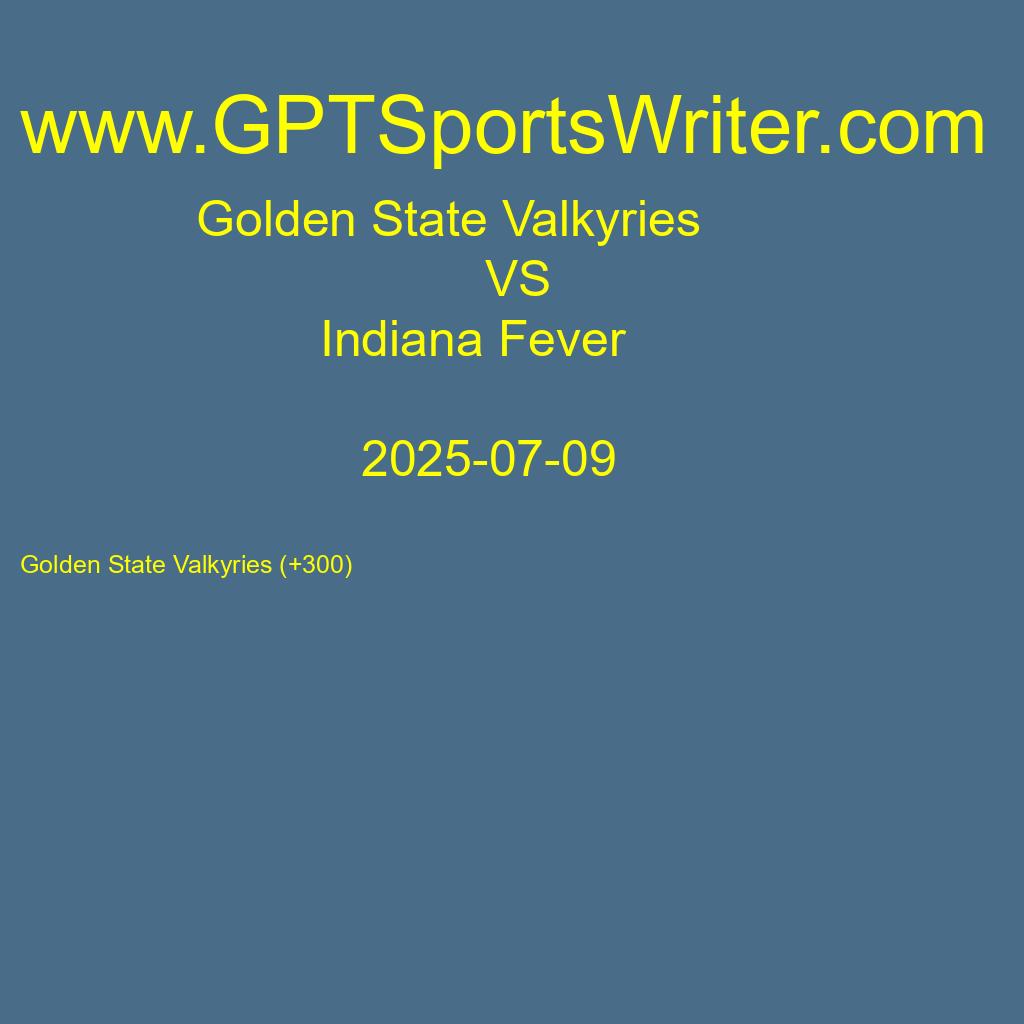 www.GPTSportsWriter.com
Golden State Valkyries
VS
Indiana Fever
2025-07-09
Golden State Valkyries (+300)